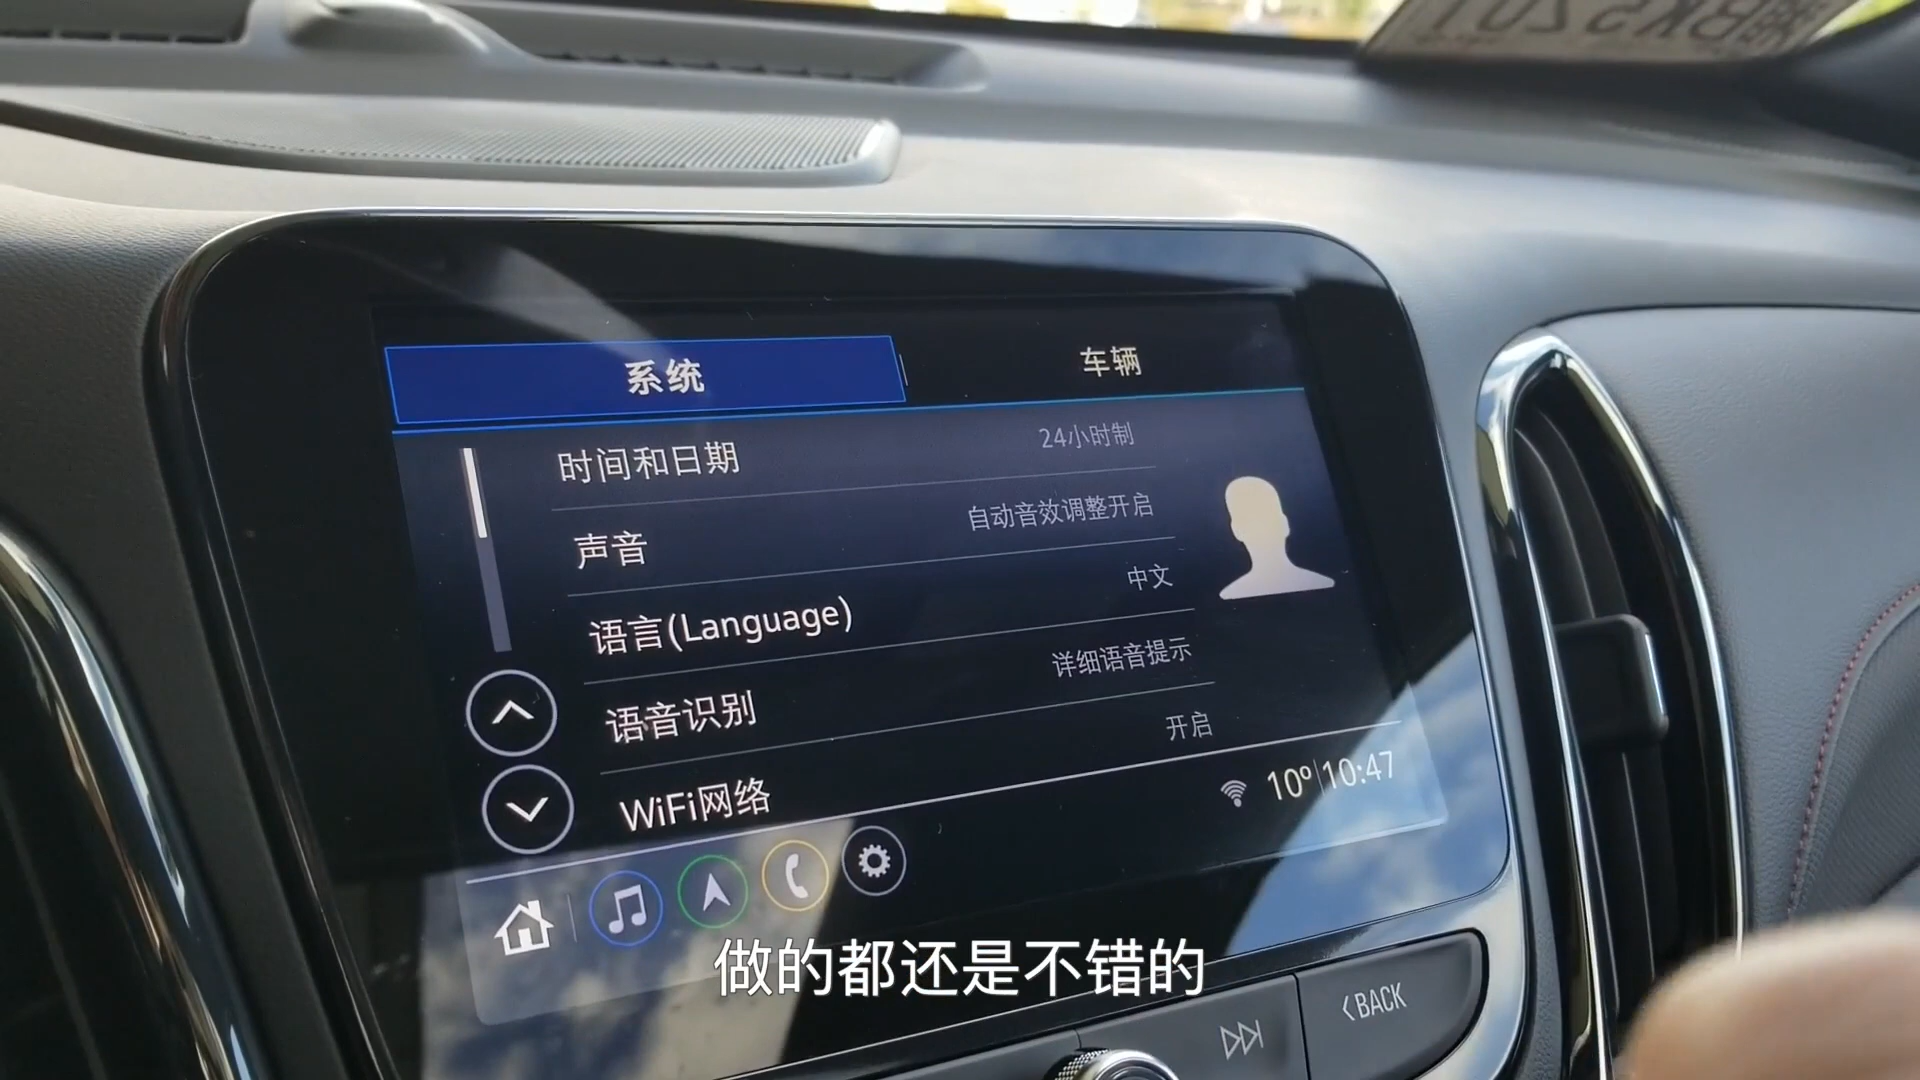 系统
车辆
时间和日期
24小时制
声音
自动音效调整开启
语言(Language)
中文
语音识别
详细语音提示
WiFi网络
开启
10° 10:47
做的都还是不错的
<BACK